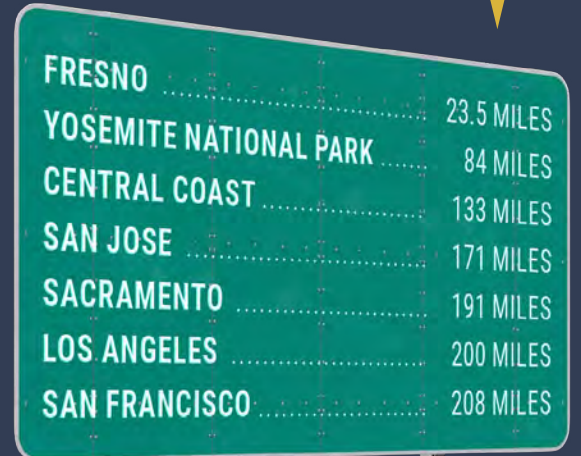 FRESNO ........................................ 23.5 MILES
YOSEMITE NATIONAL PARK ...... 84 MILES
CENTRAL COAST ........................ 133 MILES
SAN JOSE ................................... 171 MILES
SACRAMENTO ........................... 191 MILES
LOS ANGELES ............................ 200 MILES
SAN FRANCISCO ........................ 208 MILES